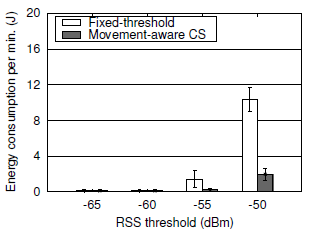 20
16
12
8
4
0
Energy consumption per min. (J)
Fixed-threshold
Movement-aware CS
-65 -60 -55 -50
RSS threshold (dBm)